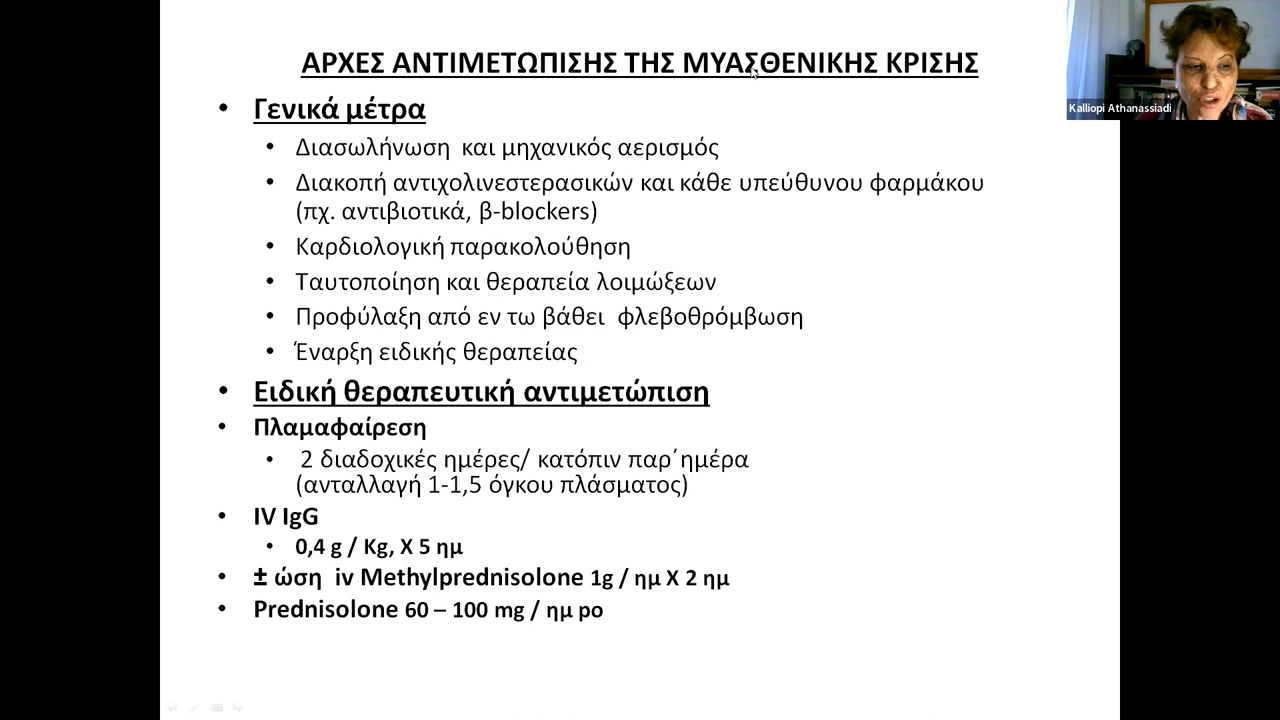 ΑΡΧΕΣ ΑΝΤΙΜΕΤΩΠΙΣΗΣ ΤΗΣ ΜΥΑΣΘΕΝΙΚΗΣ ΚΡΙΣΗΣ
Kalliopi Athanassiadi
• Γενικά μέτρα
• Διασωλήνωση και μηχανικός αερισμός
• Διακοπή αντιχολινεστερασικών και κάθε υπεύθυνου φαρμάκου
(πχ. αντιβιοτικά, β-blockers)
• Καρδιολογική παρακολούθηση
• Ταυτοποίηση και θεραπεία λοιμώξεων
• Προφύλαξη από εν τω βάθει φλεβοθρόμβωση
• Έναρξη ειδικής θεραπείας
• Ειδική θεραπευτική αντιμετώπιση
• Πλαμαφαίρεση
• 2 διαδοχικές ημέρες/ κατόπιν παρ΄ημέρα
(ανταλλαγή 1-1,5 όγκου πλάσματος)
• IV IgG
• 0,4 g / Kg, X 5 ημ
• ± ώση iv Methylprednisolone 1g / ημ X 2 ημ
• Prednisolone 60 – 100 mg / ημ po